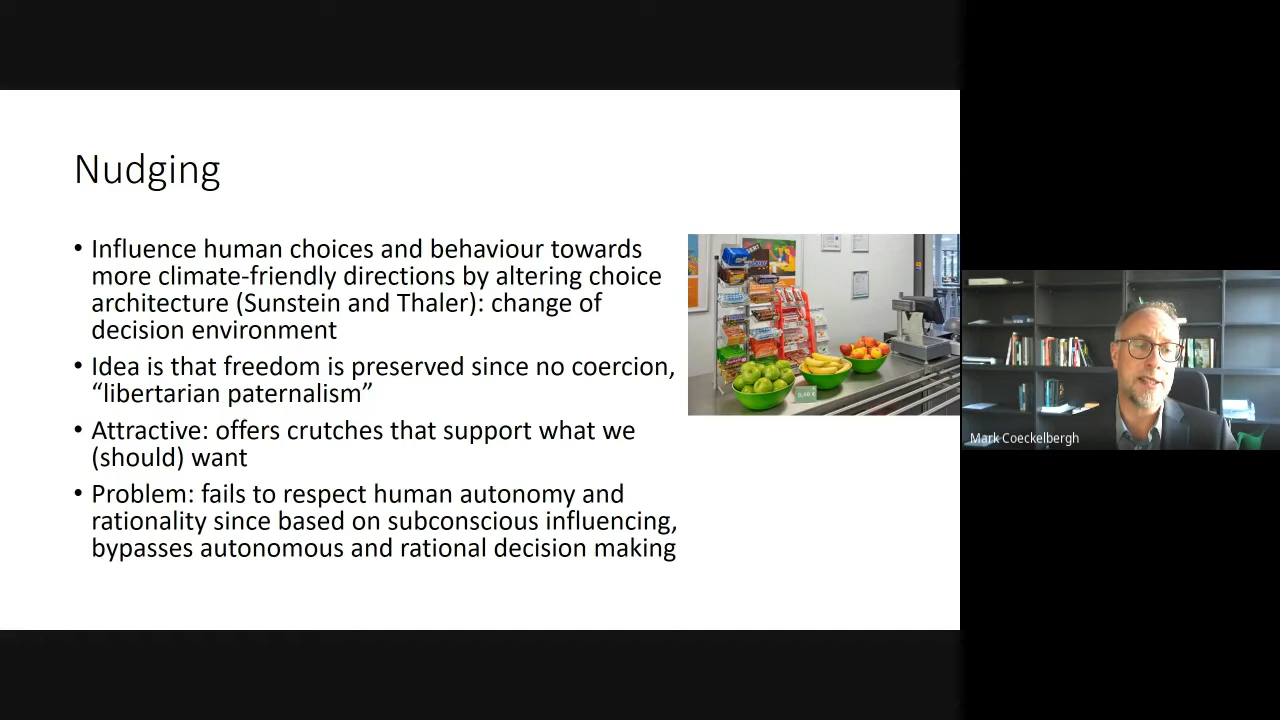 Nudging
• Influence human choices and behaviour towards
more climate-friendly directions by altering choice
architecture (Sunstein and Thaler): change of
decision environment
• Idea is that freedom is preserved since no coercion,
“libertarian paternalism”
• Attractive: offers crutches that support what we
(should) want
• Problem: fails to respect human autonomy and
rationality since based on subconscious influencing,
bypasses autonomous and rational decision making
Mark Coeckelbergh